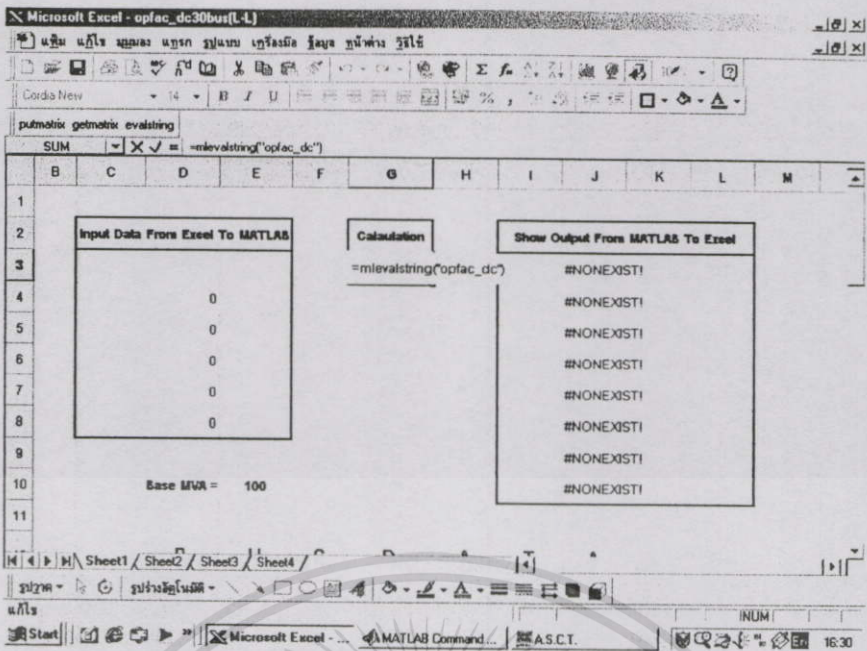 Microsoft Excel - opfac_dc30bus(L-L)
แฟ้ม แก้ไข มุมมอง แทรก รูปแบบ เครื่องมือ ข้อมูล หน้าต่าง วิธีใช้
Cordia New 14 B I U
putmatrix getmatrix evalstring
SUM =mlevalstring("opfac_dc")
B C D E F G H I J K L M
1
2 Input Data From Excel To MATLAB Calaulation Show Output From MATLAB To Excel
3 =mlevalstring("opfac_dc") #NONEXIST!
4 0 #NONEXIST!
5 0 #NONEXIST!
6 0 #NONEXIST!
7 0 #NONEXIST!
8 0 #NONEXIST!
9 #NONEXIST!
10 Base MVA = 100 #NONEXIST!
11
Sheet1 Sheet2 Sheet3 Sheet4
รูปวาด รูปร่างอัตโนมัติ
แก้ไข NUM
Start Microsoft Excel - ... MATLAB Command ... A.S.C.T. En 16:30